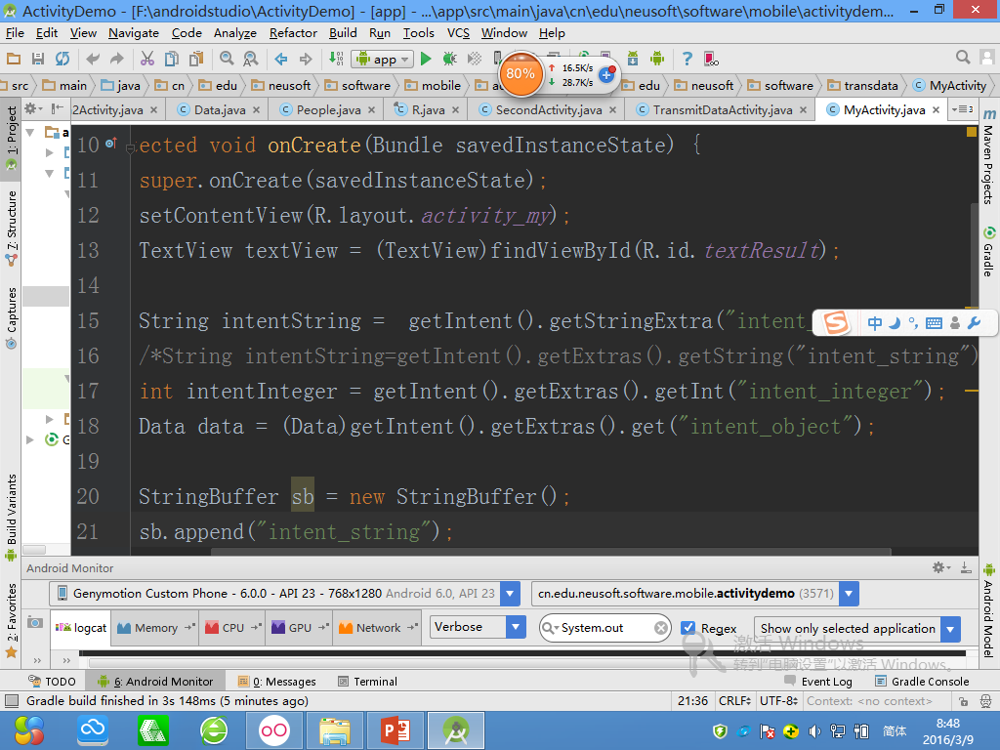 ActivityDemo - [F:\androidstudio\ActivityDemo] - [app] - ...\app\src\main\java\cn\edu\neusoft\software\mobile\activitydem...
File Edit View Navigate Code Analyze Refactor Build Run Tools VCS Window Help
app
80%
16.5K/s
28.7K/s
src main java cn edu neusoft software mobile edu neusoft software transdata MyActivity
2Activity.java Data.java People.java R.java SecondActivity.java TransmitDataActivity.java MyActivity.java
1: Project
Z: Structure
Captures
Build Variants
2: Favorites
Maven Projects
Gradle
Android Model
10 ected void onCreate(Bundle savedInstanceState) {
11 super.onCreate(savedInstanceState);
12 setContentView(R.layout.activity_my);
13 TextView textView = (TextView)findViewById(R.id.textResult);
14
15 String intentString = getIntent().getStringExtra("intent_
16 /*String intentString=getIntent().getExtras().getString("intent_string")
17 int intentInteger = getIntent().getExtras().getInt("intent_integer");
18 Data data = (Data)getIntent().getExtras().get("intent_object");
19
20 StringBuffer sb = new StringBuffer();
21 sb.append("intent_string");
中
Android Monitor
Genymotion Custom Phone - 6.0.0 - API 23 - 768x1280 Android 6.0, API 23
cn.edu.neusoft.software.mobile.activitydemo (3571)
logcat Memory CPU GPU Network Verbose System.out Regex Show only selected application
激活 Windows
转到"电脑设置"以激活 Windows。
TODO 6: Android Monitor 0: Messages Terminal Event Log Gradle Console
Gradle build finished in 3s 148ms (5 minutes ago) 21:36 CRLF UTF-8 Context: <no context>
简体
8:48
2016/3/9